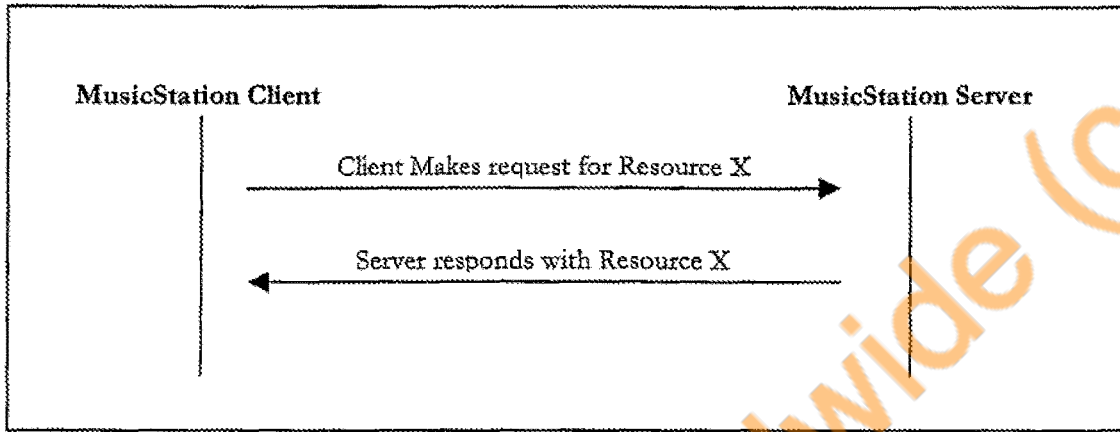 MusicStation Client
MusicStation Server
Client Makes request for Resource X
Server responds with Resource X